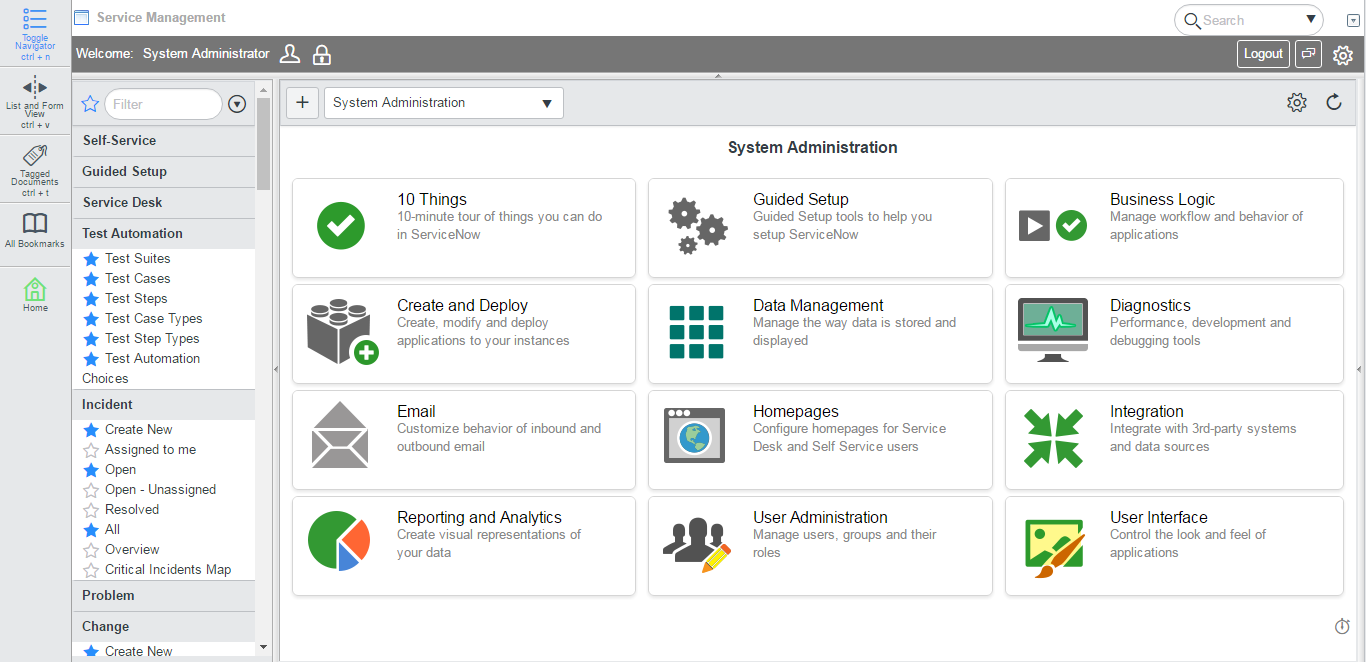 Service Management
Search
Toggle
Navigator
ctrl + n
Welcome: System Administrator
Logout
List and Form
View
ctrl + v
Tagged
Documents
ctrl + t
All Bookmarks
Home
Filter
Self-Service
Guided Setup
Service Desk
Test Automation
Test Suites
Test Cases
Test Steps
Test Case Types
Test Step Types
Test Automation
Choices
Incident
Create New
Assigned to me
Open
Open - Unassigned
Resolved
All
Overview
Critical Incidents Map
Problem
Change
Create New
System Administration
System Administration
10 Things
10-minute tour of things you can do
in ServiceNow
Guided Setup
Guided Setup tools to help you
setup ServiceNow
Business Logic
Manage workflow and behavior of
applications
Create and Deploy
Create, modify and deploy
applications to your instances
Data Management
Manage the way data is stored and
displayed
Diagnostics
Performance, development and
debugging tools
Email
Customize behavior of inbound and
outbound email
Homepages
Configure homepages for Service
Desk and Self Service users
Integration
Integrate with 3rd-party systems
and data sources
Reporting and Analytics
Create visual representations of
your data
User Administration
Manage users, groups and their
roles
User Interface
Control the look and feel of
applications